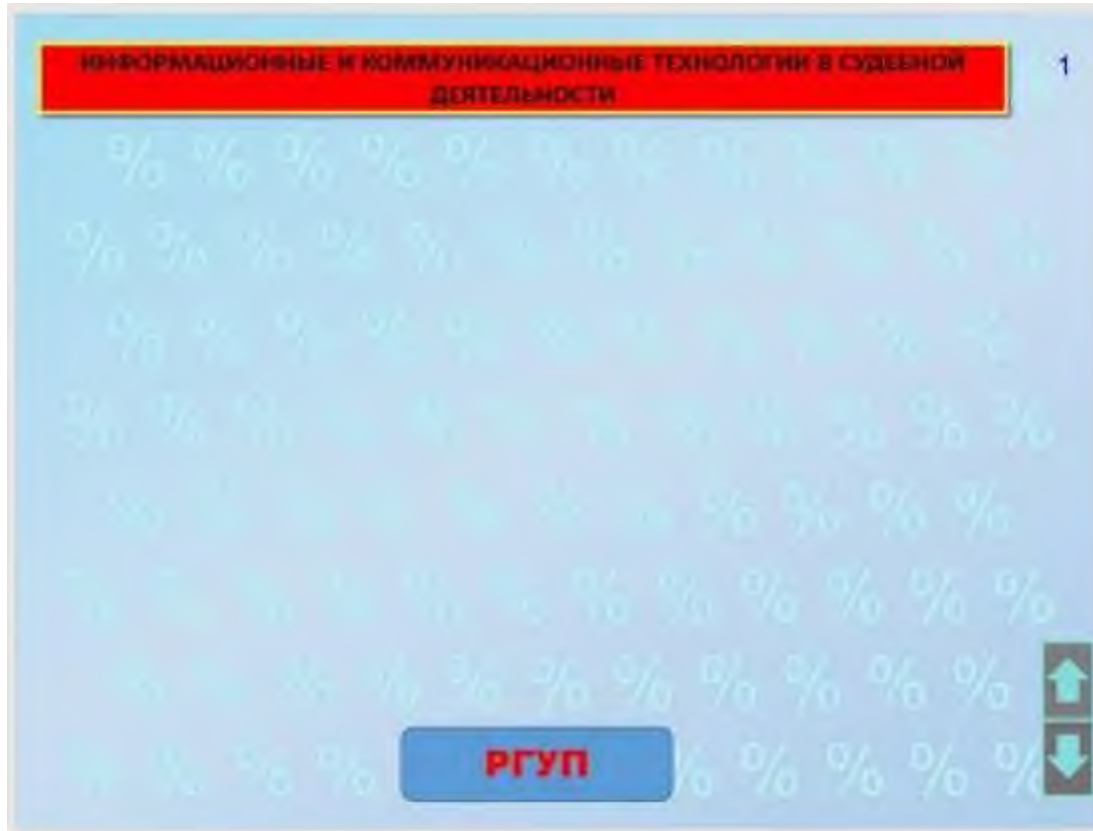 ИНФОРМАЦИОННЫЕ И КОММУНИКАЦИОННЫЕ ТЕХНОЛОГИИ В СУДЕБНОЙ
ДЕЯТЕЛЬНОСТИ
1
% % % % % % % % % % %
% % % % % % % % % % % %
% % % % % % % % % % %
% % % % % % % % % % % %
% % % % % % % % % % %
% % % % % % % % % % % %
% % % % % % % % % % %
% % % % РГУП % % % % %